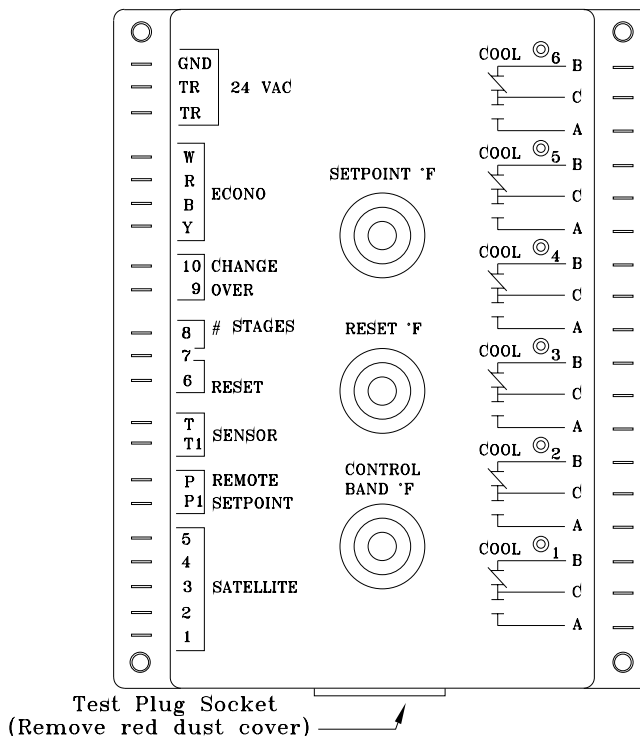 GND
TR 24 VAC
TR
W
R
ECONO
B
Y
10 CHANGE
9 OVER
8 # STAGES
7
6 RESET
T
SENSOR
T1
P REMOTE
P1 SETPOINT
5
4
3 SATELLITE
2
1
SETPOINT °F
RESET °F
CONTROL
BAND °F
COOL 6 B
C
A
COOL 5 B
C
A
COOL 4 B
C
A
COOL 3 B
C
A
COOL 2 B
C
A
COOL 1 B
C
A
Test Plug Socket
(Remove red dust cover)